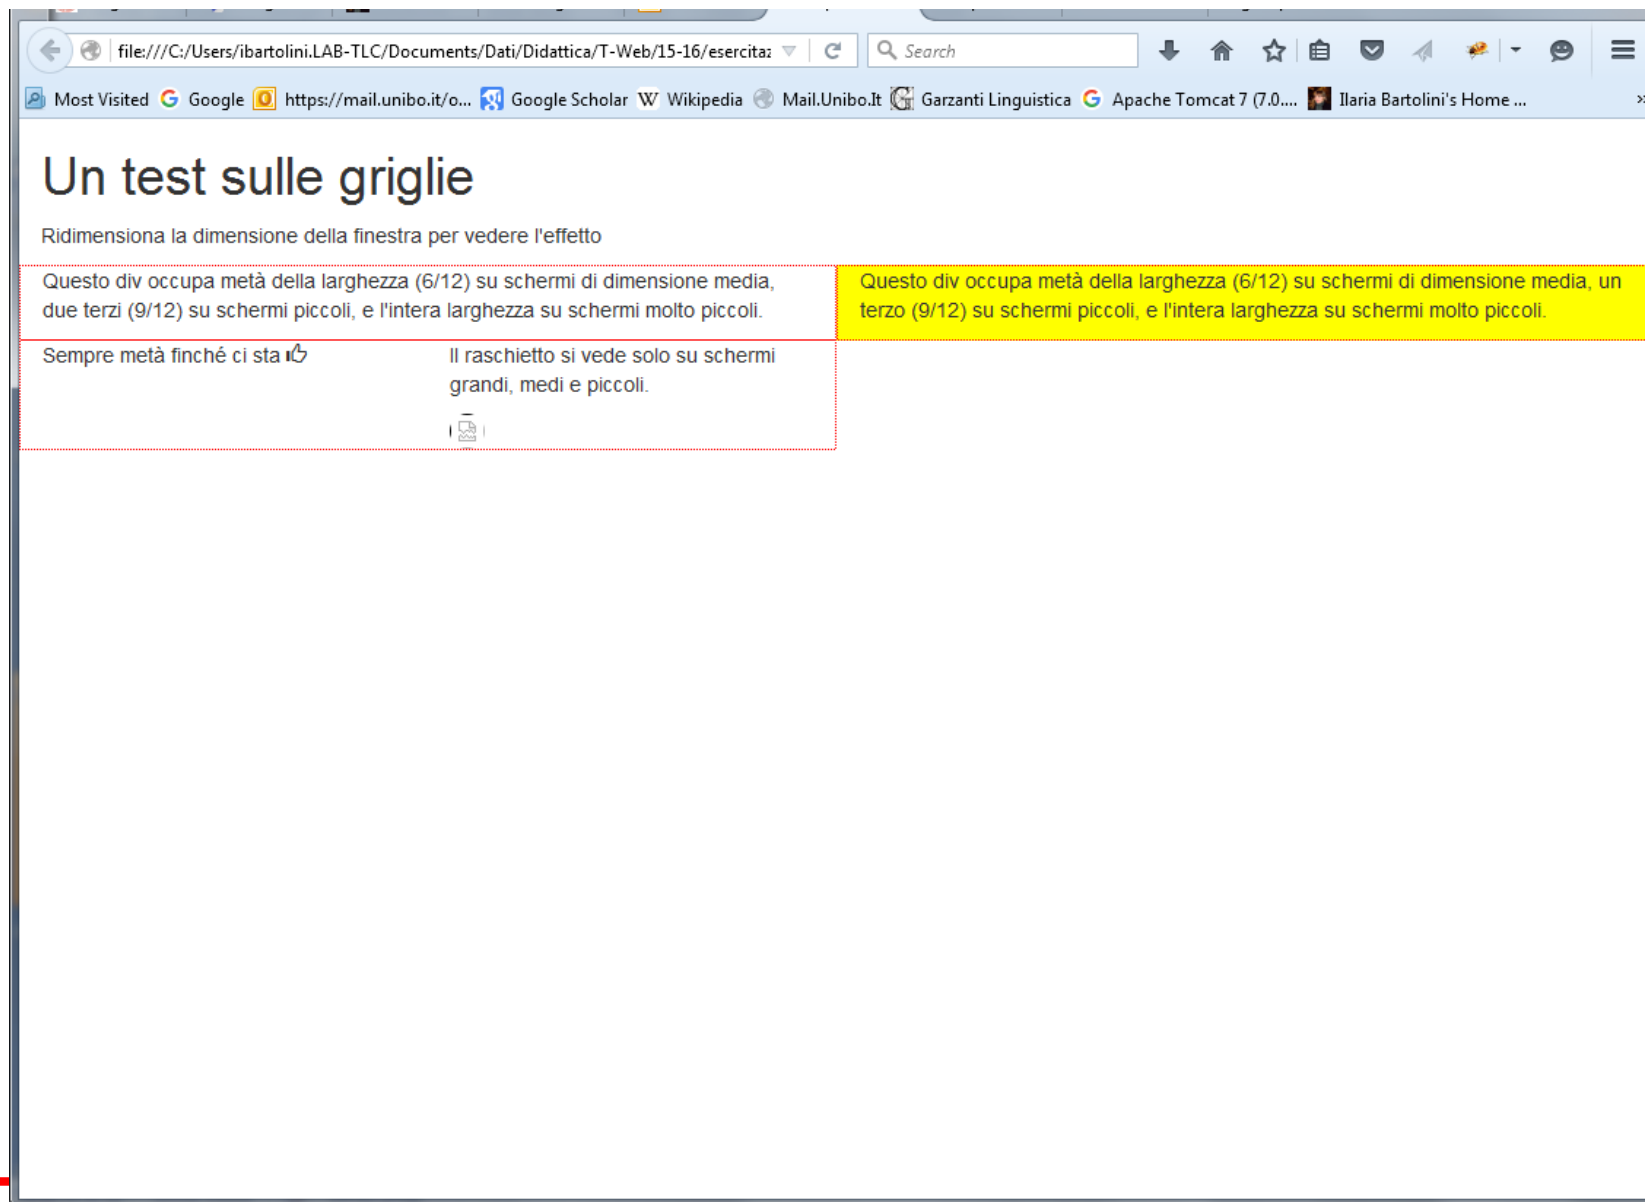 file:///C:/Users/ibartolini.LAB-TLC/Documents/Dati/Didattica/T-Web/15-16/esercitaz
Search
Most Visited Google https://mail.unibo.it/o... Google Scholar Wikipedia Mail.Unibo.It Garzanti Linguistica Apache Tomcat 7 (7.0.... Ilaria Bartolini's Home ...
Un test sulle griglie
Ridimensiona la dimensione della finestra per vedere l'effetto
Questo div occupa metà della larghezza (6/12) su schermi di dimensione media,
due terzi (9/12) su schermi piccoli, e l'intera larghezza su schermi molto piccoli.
Questo div occupa metà della larghezza (6/12) su schermi di dimensione media, un
terzo (9/12) su schermi piccoli, e l'intera larghezza su schermi molto piccoli.
Sempre metà finché ci sta
Il raschietto si vede solo su schermi
grandi, medi e piccoli.